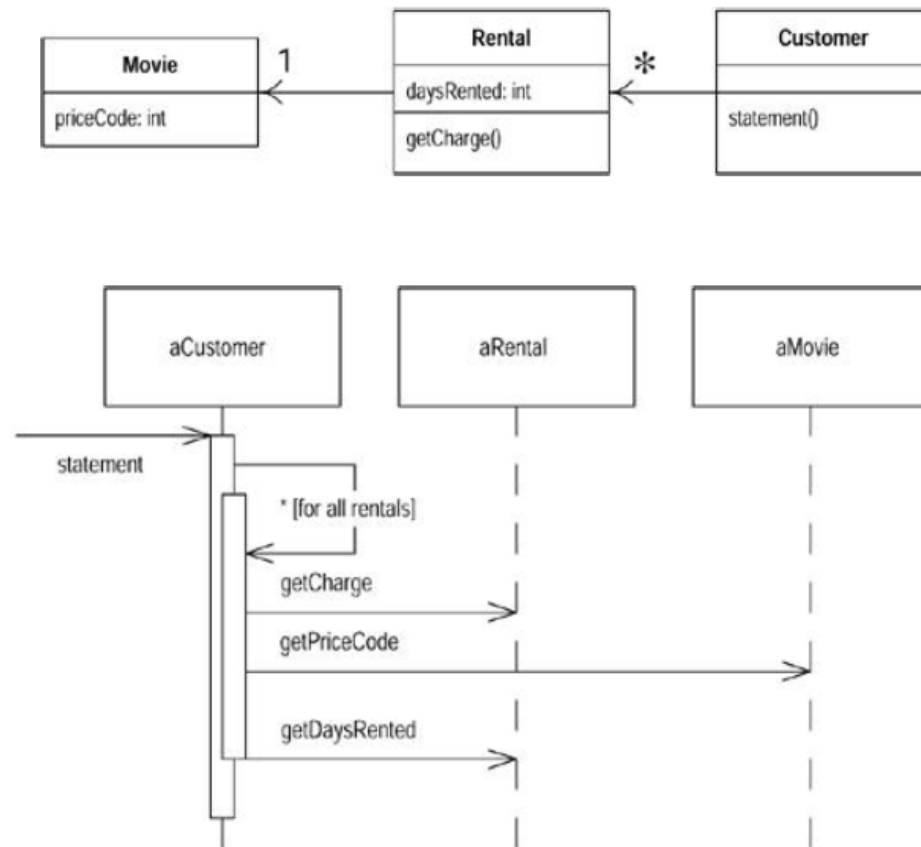 Movie
priceCode: int
1
Rental
daysRented: int
getCharge()
*
Customer
statement()
aCustomer
aRental
aMovie
statement
* [for all rentals]
getCharge
getPriceCode
getDaysRented